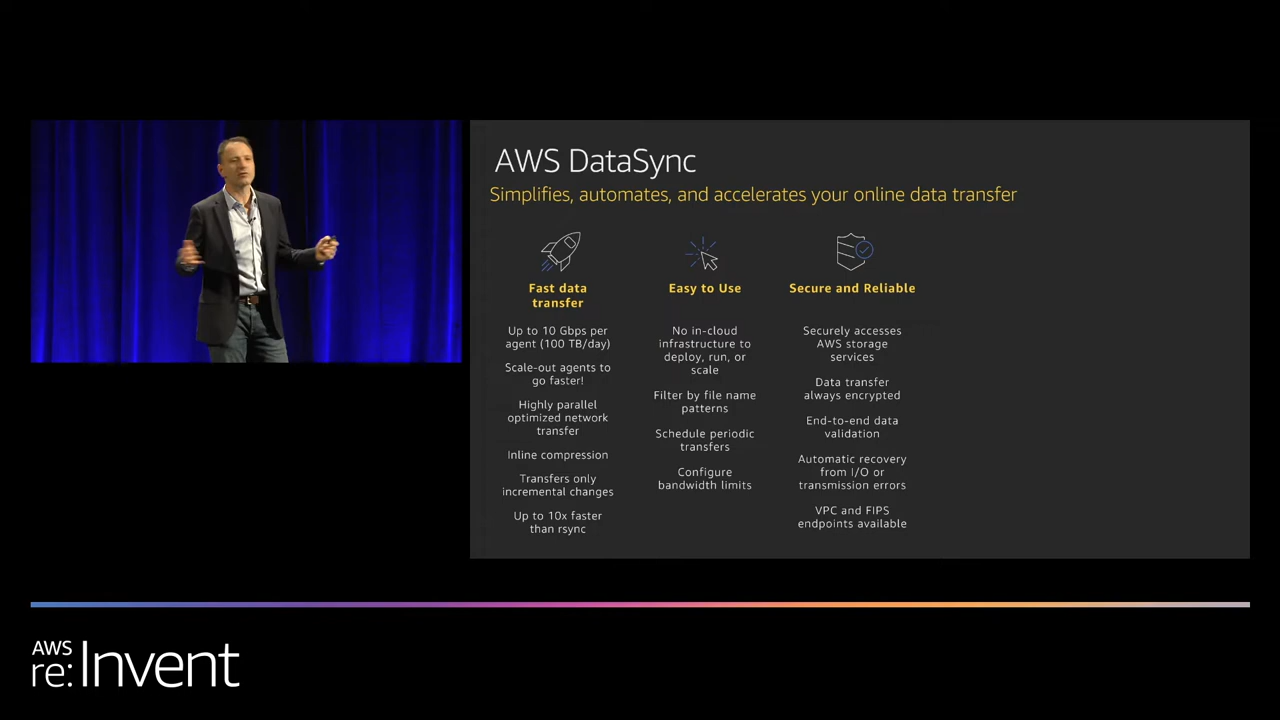 AWS DataSync
Simplifies, automates, and accelerates your online data transfer
Fast data
transfer
Up to 10 Gbps per
agent (100 TB/day)
Scale-out agents to
go faster!
Highly parallel
optimized network
transfer
Inline compression
Transfers only
incremental changes
Up to 10x faster
than rsync
Easy to Use
No in-cloud
infrastructure to
deploy, run, or
scale
Filter by file name
patterns
Schedule periodic
transfers
Configure
bandwidth limits
Secure and Reliable
Securely accesses
AWS storage
services
Data transfer
always encrypted
End-to-end data
validation
Automatic recovery
from I/O or
transmission errors
VPC and FIPS
endpoints available
AWS
re:Invent